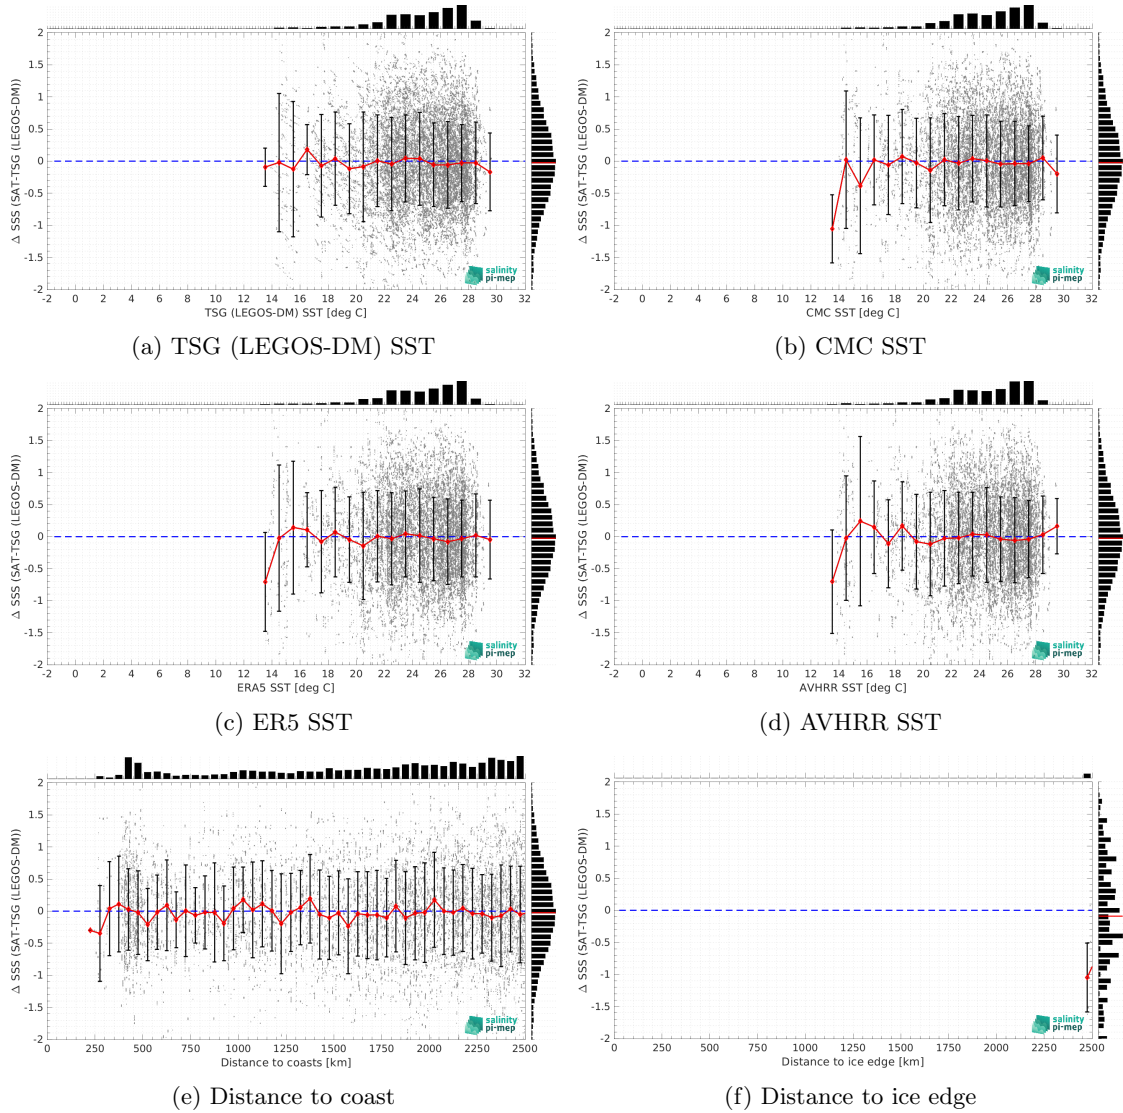 2
1.5
1
0.5
0
-0.5
-1
-1.5
-2
Δ SSS (SAT-TSG (LEGOS-DM))
-2 0 2 4 6 8 10 12 14 16 18 20 22 24 26 28 30 32
TSG (LEGOS-DM) SST [deg C]
salinity
pi-mep
(a) TSG (LEGOS-DM) SST
2
1.5
1
0.5
0
-0.5
-1
-1.5
-2
Δ SSS (SAT-TSG (LEGOS-DM))
-2 0 2 4 6 8 10 12 14 16 18 20 22 24 26 28 30 32
CMC SST [deg C]
salinity
pi-mep
(b) CMC SST
2
1.5
1
0.5
0
-0.5
-1
-1.5
-2
Δ SSS (SAT-TSG (LEGOS-DM))
-2 0 2 4 6 8 10 12 14 16 18 20 22 24 26 28 30 32
ERA5 SST [deg C]
salinity
pi-mep
(c) ER5 SST
2
1.5
1
0.5
0
-0.5
-1
-1.5
-2
Δ SSS (SAT-TSG (LEGOS-DM))
-2 0 2 4 6 8 10 12 14 16 18 20 22 24 26 28 30 32
AVHRR SST [deg C]
salinity
pi-mep
(d) AVHRR SST
2
1.5
1
0.5
0
-0.5
-1
-1.5
-2
Δ SSS (SAT-TSG (LEGOS-DM))
0 250 500 750 1000 1250 1500 1750 2000 2250 2500
Distance to coasts [km]
salinity
pi-mep
(e) Distance to coast
2
1.5
1
0.5
0
-0.5
-1
-1.5
-2
Δ SSS (SAT-TSG (LEGOS-DM))
0 250 500 750 1000 1250 1500 1750 2000 2250 2500
Distance to ice edge [km]
salinity
pi-mep
(f) Distance to ice edge